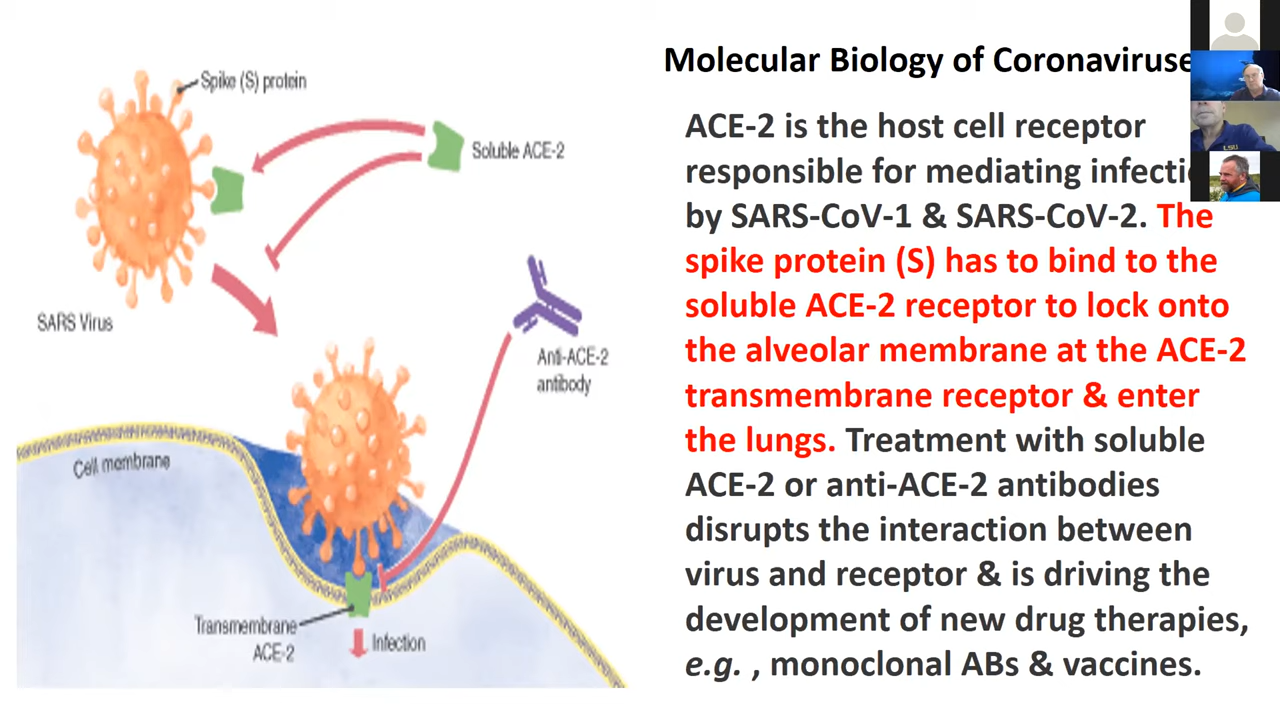 Molecular Biology of Coronaviruse
ACE-2 is the host cell receptor
responsible for mediating infecti
by SARS-CoV-1 & SARS-CoV-2. The
spike protein (S) has to bind to the
soluble ACE-2 receptor to lock onto
the alveolar membrane at the ACE-2
transmembrane receptor & enter
the lungs. Treatment with soluble
ACE-2 or anti-ACE-2 antibodies
disrupts the interaction between
virus and receptor & is driving the
development of new drug therapies,
e.g. , monoclonal ABs & vaccines.
Spike (S) protein
Soluble ACE-2
SARS Virus
Anti-ACE-2
antibody
Cell membrane
Transmembrane
ACE-2
Infection
LSU